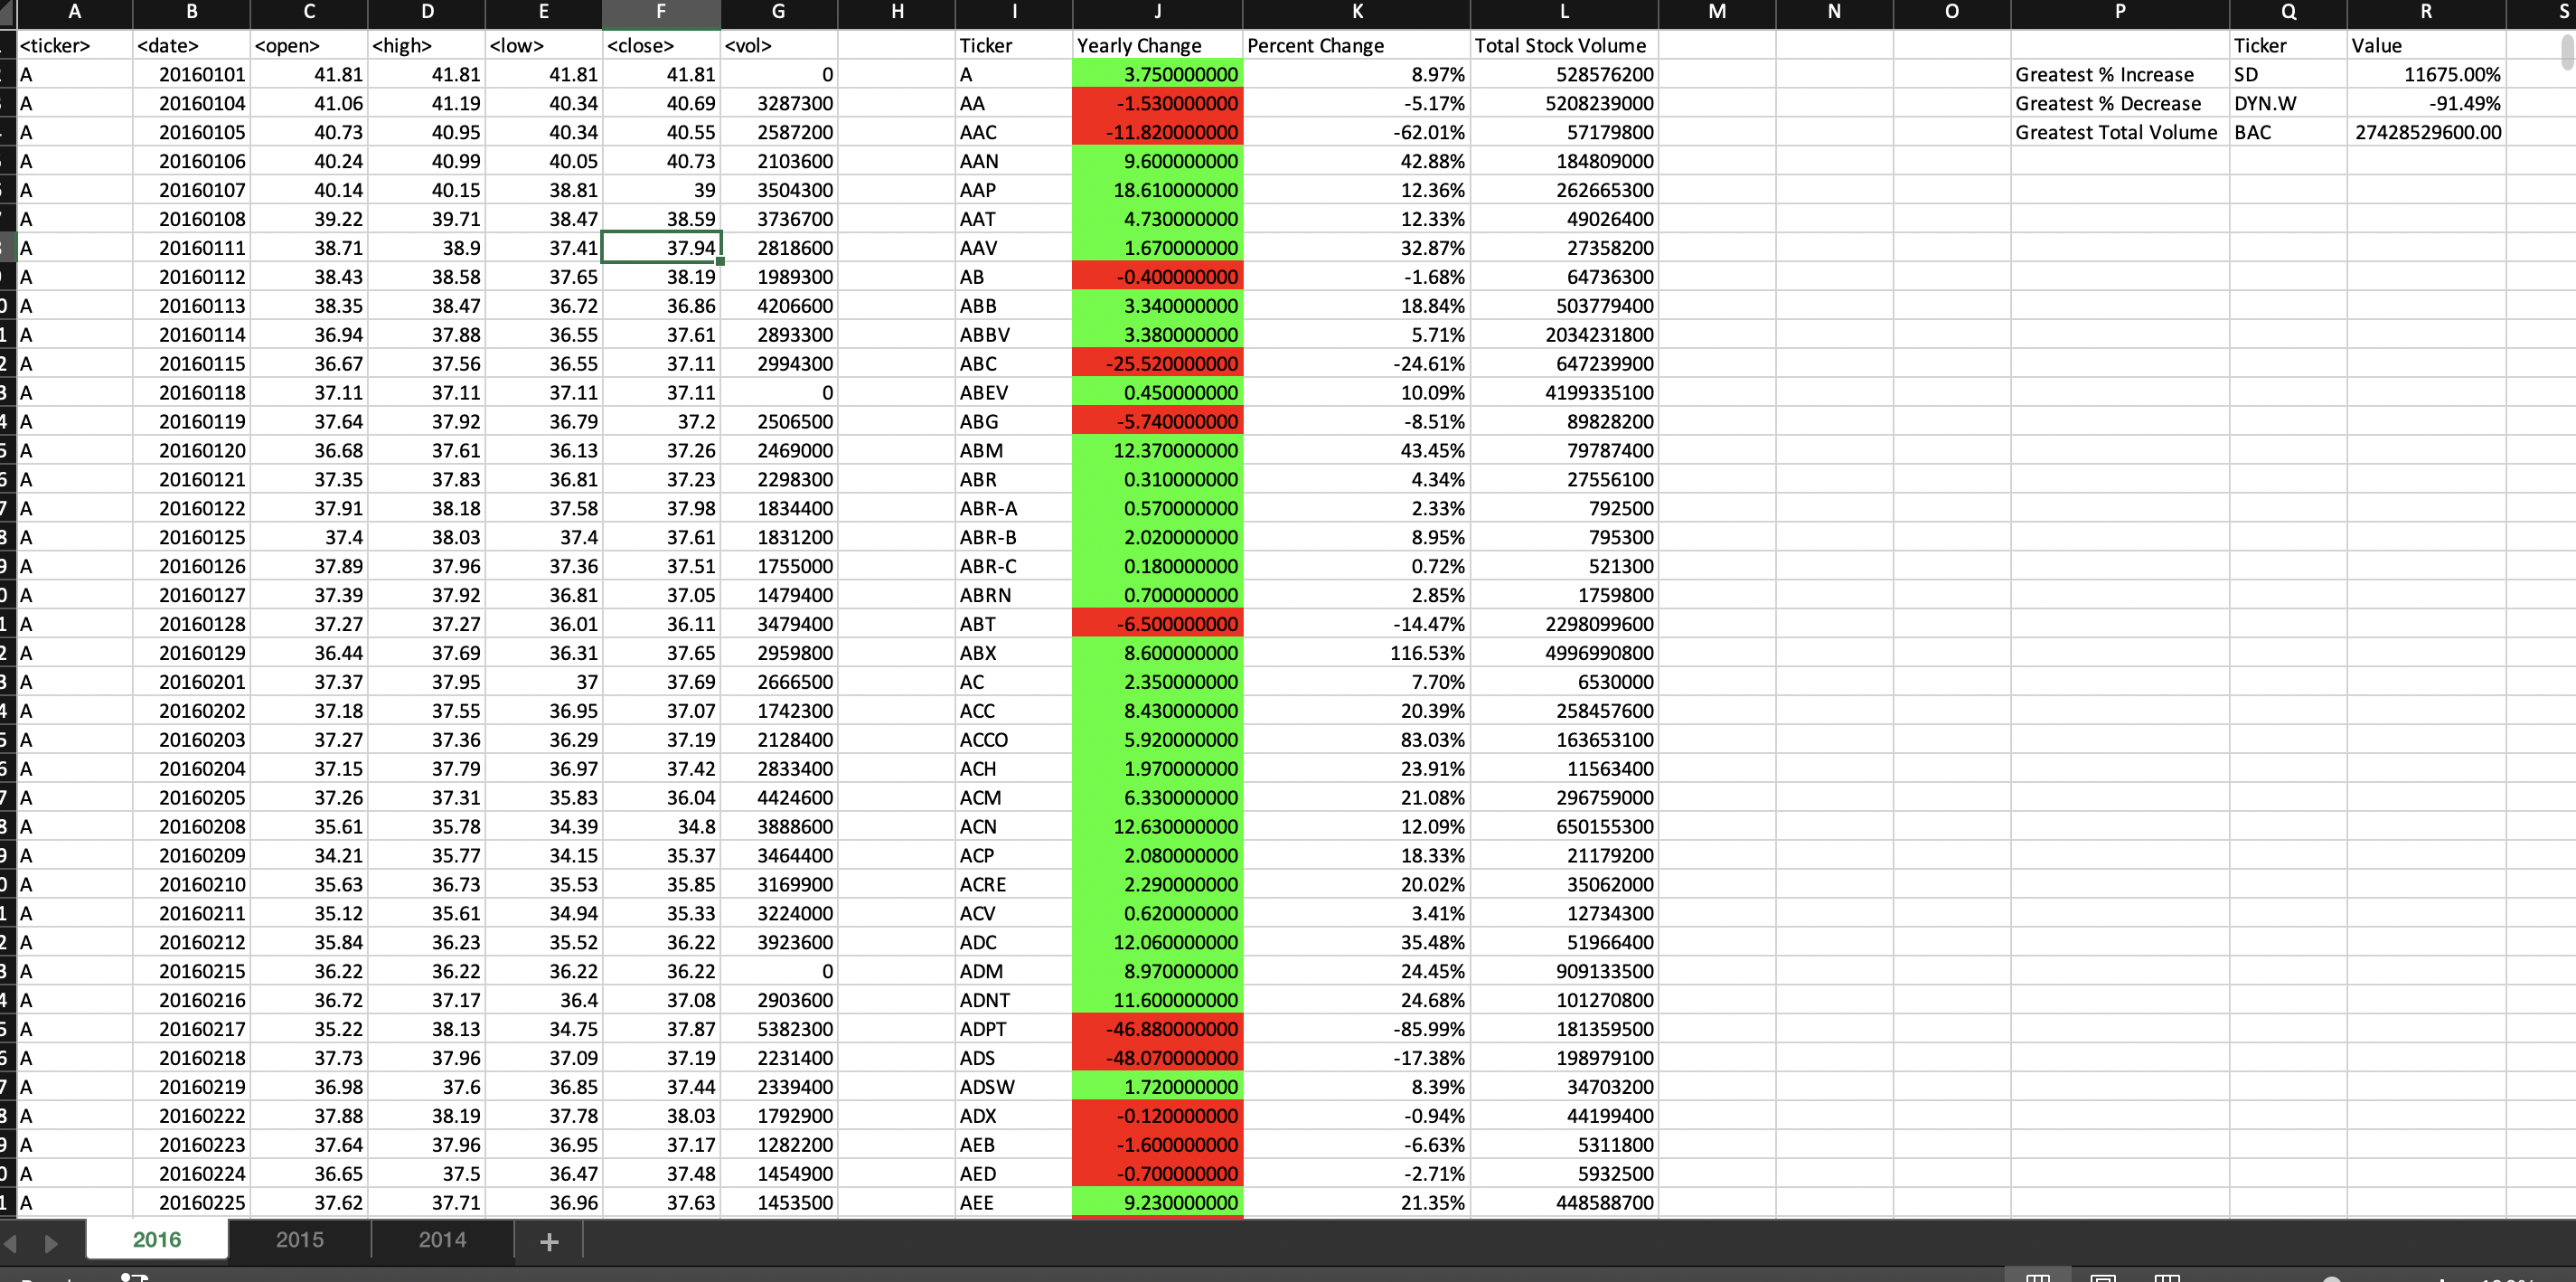 A B C D E F G H I J K L M N O P Q R S
<ticker> <date> <open> <high> <low> <close> <vol> Ticker Yearly Change Percent Change Total Stock Volume Ticker Value
A 20160101 41.81 41.81 41.81 41.81 0 A 3.750000000 8.97% 528576200 Greatest % Increase SD 11675.00%
A 20160104 41.06 41.19 40.34 40.69 3287300 AA -1.530000000 -5.17% 5208239000 Greatest % Decrease DYN.W -91.49%
A 20160105 40.73 40.95 40.34 40.55 2587200 AAC -11.820000000 -62.01% 57179800 Greatest Total Volume BAC 27428529600.00
A 20160106 40.24 40.99 40.05 40.73 2103600 AAN 9.600000000 42.88% 184809000
A 20160107 40.14 40.15 38.81 39 3504300 AAP 18.610000000 12.36% 262665300
A 20160108 39.22 39.71 38.47 38.59 3736700 AAT 4.730000000 12.33% 49026400
A 20160111 38.71 38.9 37.41 37.94 2818600 AAV 1.670000000 32.87% 27358200
A 20160112 38.43 38.58 37.65 38.19 1989300 AB -0.400000000 -1.68% 64736300
A 20160113 38.35 38.47 36.72 36.86 4206600 ABB 3.340000000 18.84% 503779400
A 20160114 36.94 37.88 36.55 37.61 2893300 ABBV 3.380000000 5.71% 2034231800
A 20160115 36.67 37.56 36.55 37.11 2994300 ABC -25.520000000 -24.61% 647239900
A 20160118 37.11 37.11 37.11 37.11 0 ABEV 0.450000000 10.09% 4199335100
A 20160119 37.64 37.92 36.79 37.2 2506500 ABG -5.740000000 -8.51% 89828200
A 20160120 36.68 37.61 36.13 37.26 2469000 ABM 12.370000000 43.45% 79787400
A 20160121 37.35 37.83 36.81 37.23 2298300 ABR 0.310000000 4.34% 27556100
A 20160122 37.91 38.18 37.58 37.98 1834400 ABR-A 0.570000000 2.33% 792500
A 20160125 37.4 38.03 37.4 37.61 1831200 ABR-B 2.020000000 8.95% 795300
A 20160126 37.89 37.96 37.36 37.51 1755000 ABR-C 0.180000000 0.72% 521300
A 20160127 37.39 37.92 36.81 37.05 1479400 ABRN 0.700000000 2.85% 1759800
A 20160128 37.27 37.27 36.01 36.11 3479400 ABT -6.500000000 -14.47% 2298099600
A 20160129 36.44 37.69 36.31 37.65 2959800 ABX 8.600000000 116.53% 4996990800
A 20160201 37.37 37.95 37 37.69 2666500 AC 2.350000000 7.70% 6530000
A 20160202 37.18 37.55 36.95 37.07 1742300 ACC 8.430000000 20.39% 258457600
A 20160203 37.27 37.36 36.29 37.19 2128400 ACCO 5.920000000 83.03% 163653100
A 20160204 37.15 37.79 36.97 37.42 2833400 ACH 1.970000000 23.91% 11563400
A 20160205 37.26 37.31 35.83 36.04 4424600 ACM 6.330000000 21.08% 296759000
A 20160208 35.61 35.78 34.39 34.8 3888600 ACN 12.630000000 12.09% 650155300
A 20160209 34.21 35.77 34.15 35.37 3464400 ACP 2.080000000 18.33% 21179200
A 20160210 35.63 36.73 35.53 35.85 3169900 ACRE 2.290000000 20.02% 35062000
A 20160211 35.12 35.61 34.94 35.33 3224000 ACV 0.620000000 3.41% 12734300
A 20160212 35.84 36.23 35.52 36.22 3923600 ADC 12.060000000 35.48% 51966400
A 20160215 36.22 36.22 36.22 36.22 0 ADM 8.970000000 24.45% 909133500
A 20160216 36.72 37.17 36.4 37.08 2903600 ADNT 11.600000000 24.68% 101270800
A 20160217 35.22 38.13 34.75 37.87 5382300 ADPT -46.880000000 -85.99% 181359500
A 20160218 37.73 37.96 37.09 37.19 2231400 ADS -48.070000000 -17.38% 198979100
A 20160219 36.98 37.6 36.85 37.44 2339400 ADSW 1.720000000 8.39% 34703200
A 20160222 37.88 38.19 37.78 38.03 1792900 ADX -0.120000000 -0.94% 44199400
A 20160223 37.64 37.96 36.95 37.17 1282200 AEB -1.600000000 -6.63% 5311800
A 20160224 36.65 37.5 36.47 37.48 1454900 AED -0.700000000 -2.71% 5932500
A 20160225 37.62 37.71 36.96 37.63 1453500 AEE 9.230000000 21.35% 448588700
2016 2015 2014 +